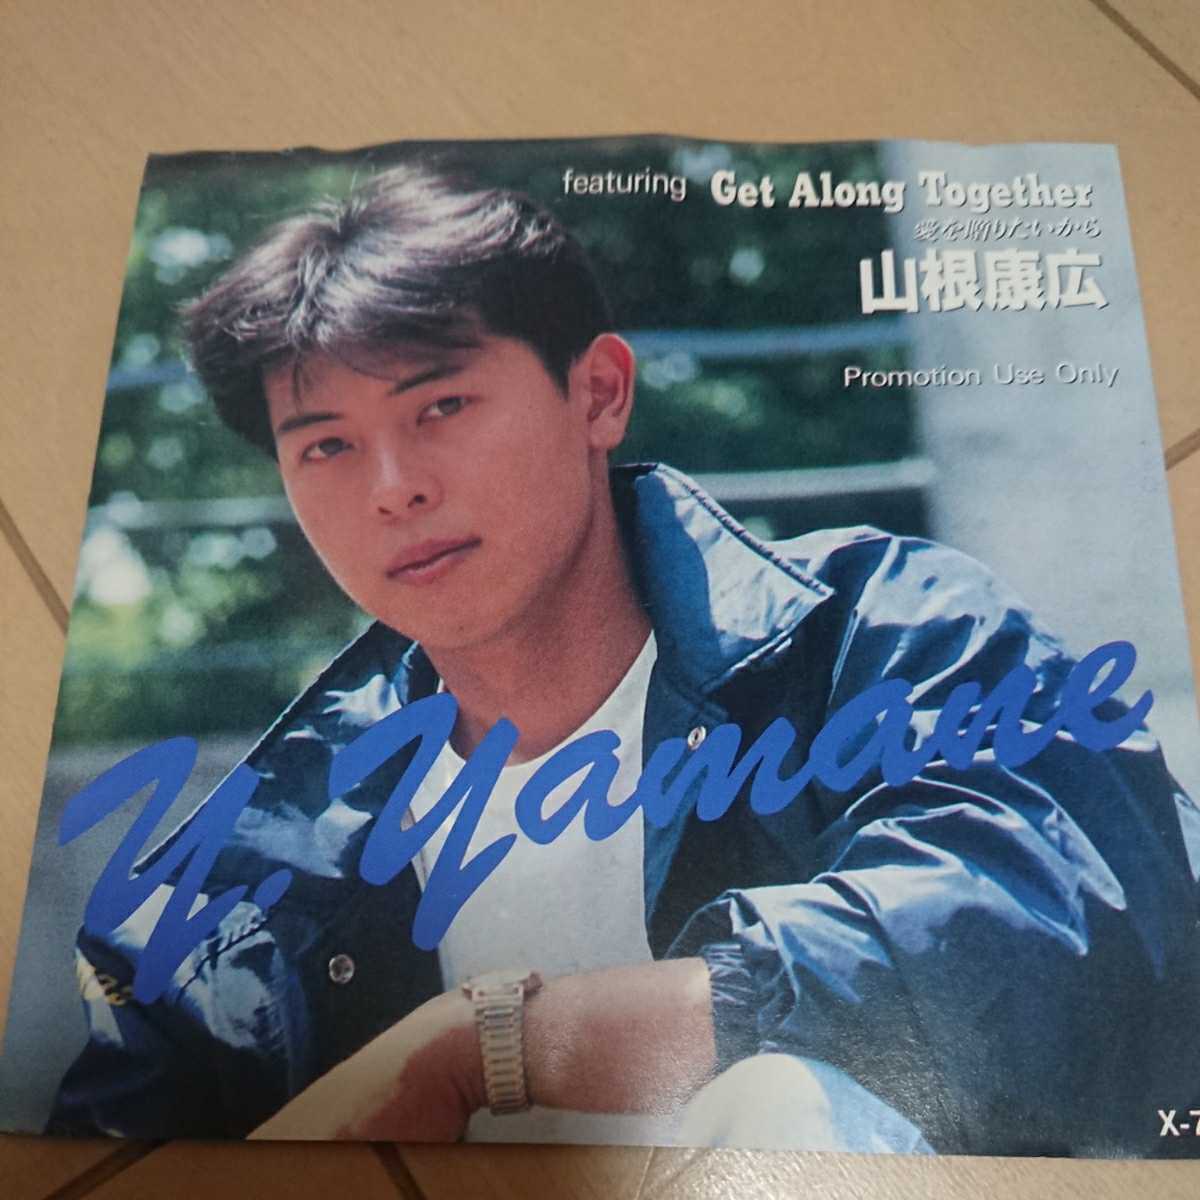 featuring Get Along Together
愛を贈りたいから
山根康広
Promotion Use Only
Y. Yamane
X-7